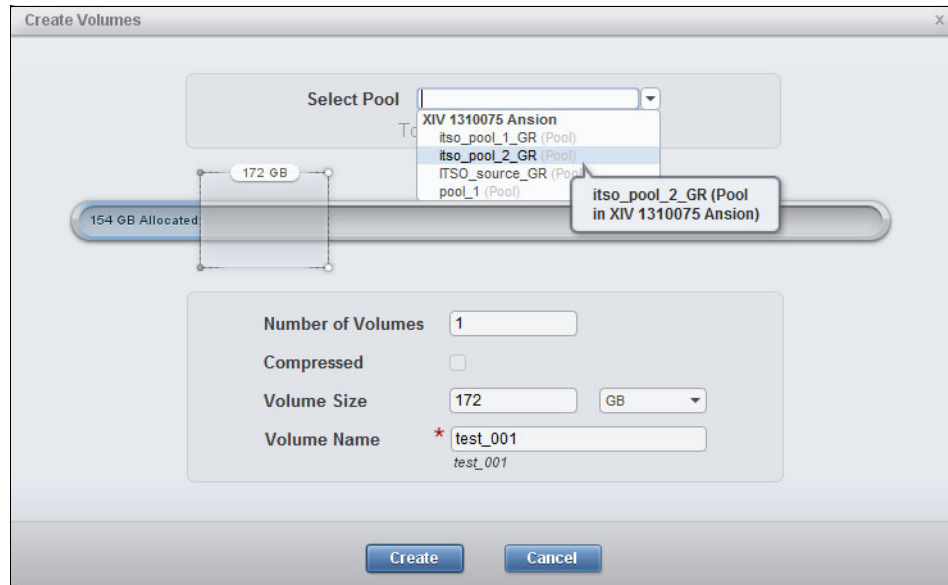 Create Volumes x
Select Pool
XIV 1310075 Ansion
To
itso_pool_1_GR (Pool)
itso_pool_2_GR (Pool)
ITSO_source_GR (Poo
pool_1 (Pool)
itso_pool_2_GR (Pool
in XIV 1310075 Ansion)
172 GB
154 GB Allocated
Number of Volumes 1
Compressed
Volume Size 172 GB
Volume Name * test_001
test_001
Create Cancel